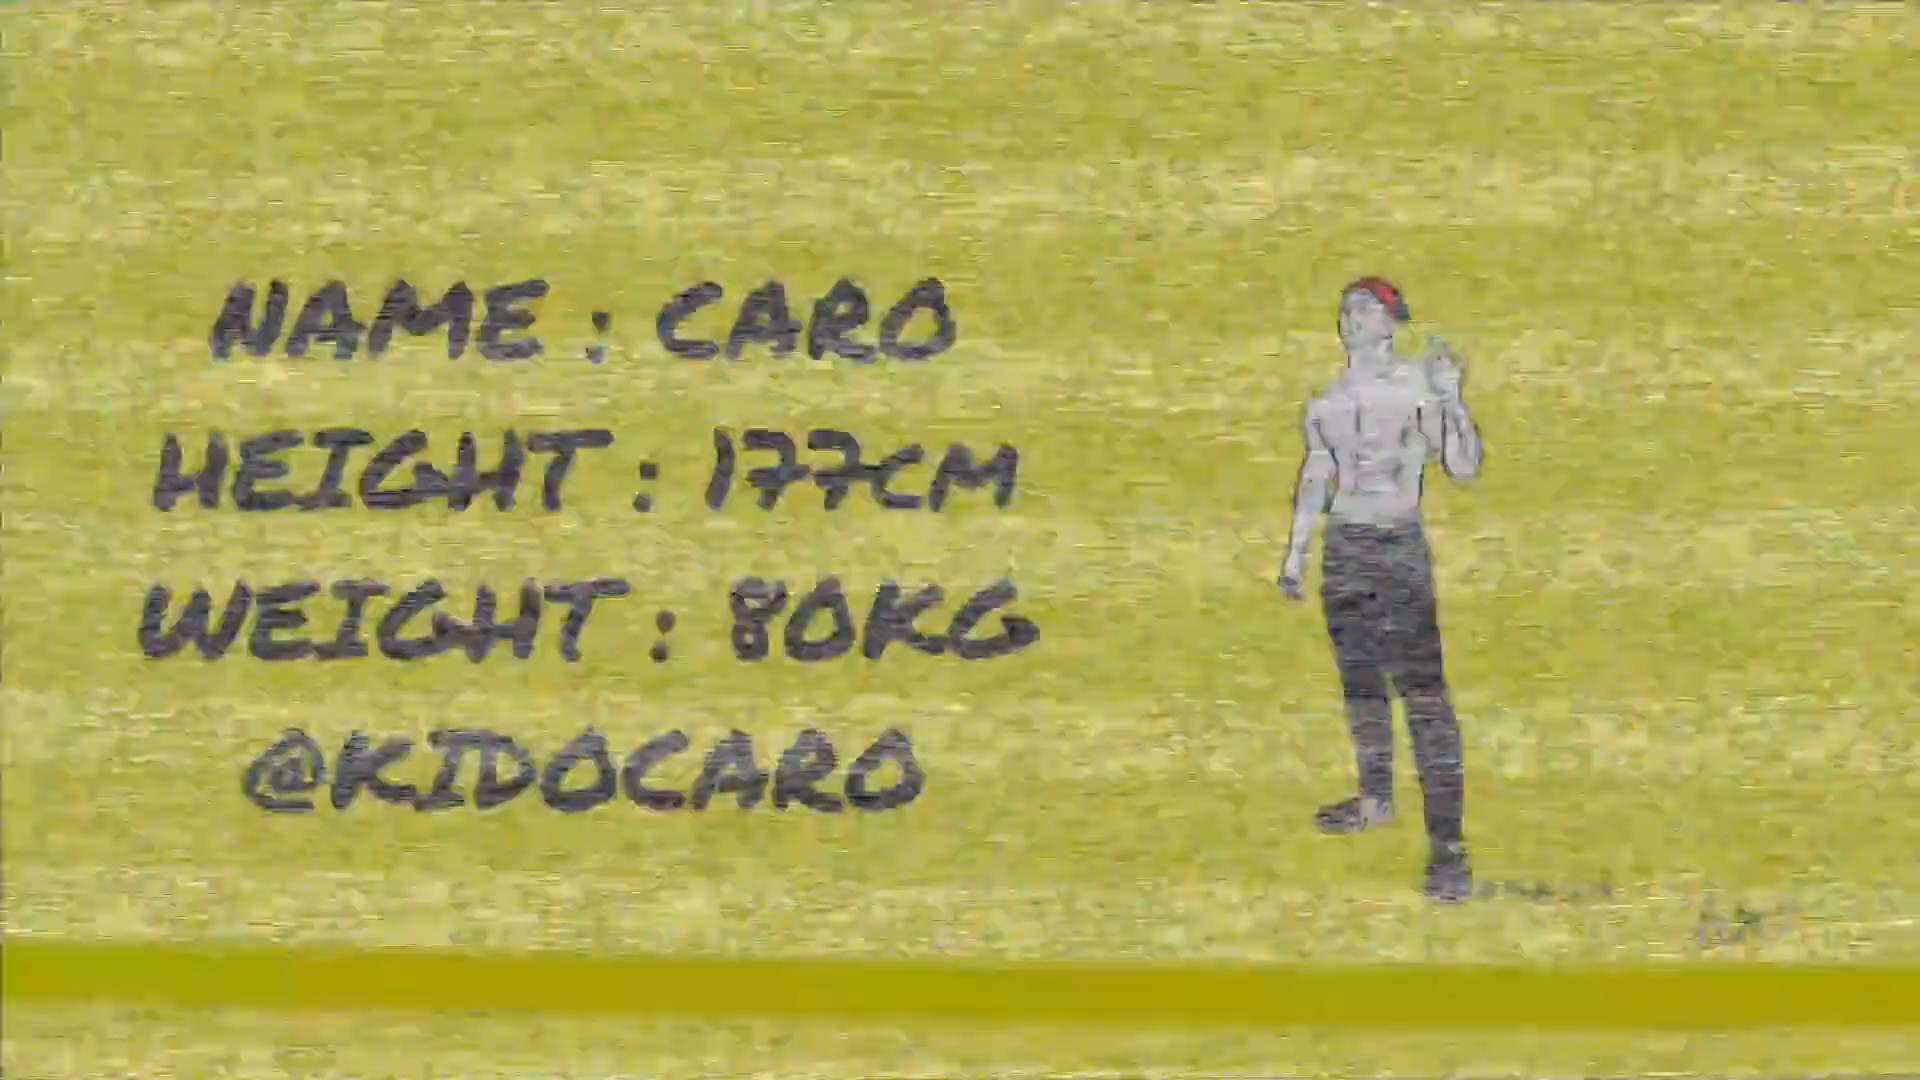 NAME : CARO
HEIGHT : 177CM
WEIGHT : 80KG
@KIDOCARO